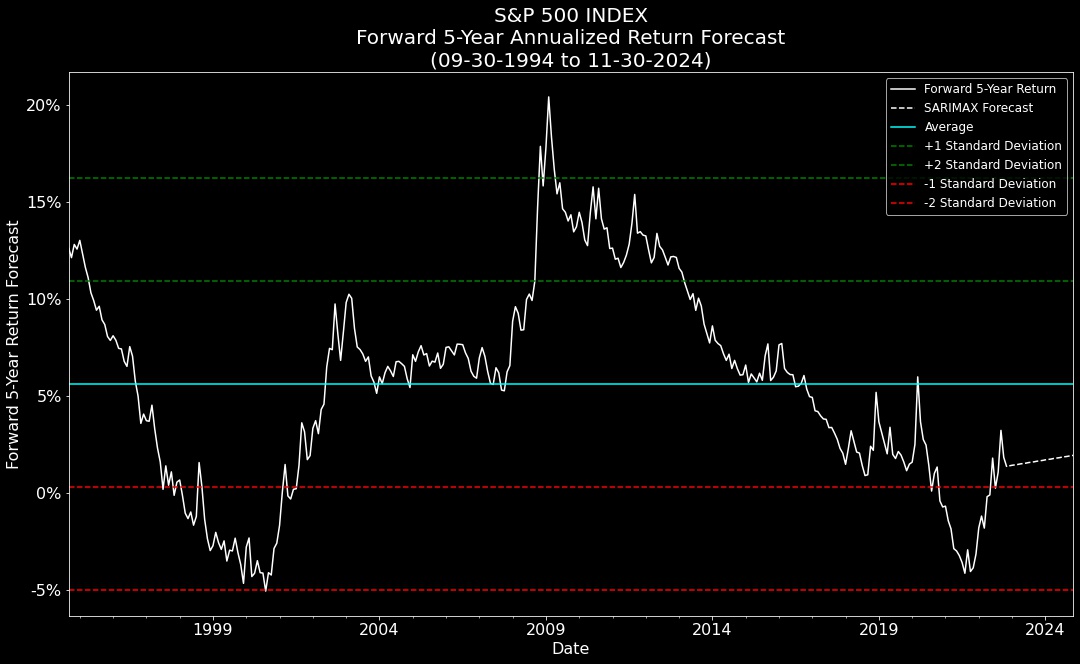 S&P 500 INDEX
Forward 5-Year Annualized Return Forecast
(09-30-1994 to 11-30-2024)
Forward 5-Year Return
SARIMAX Forecast
Average
+1 Standard Deviation
+2 Standard Deviation
-1 Standard Deviation
-2 Standard Deviation
Forward 5-Year Return Forecast
20%
15%
10%
5%
0%
-5%
1999 2004 2009 2014 2019 2024
Date